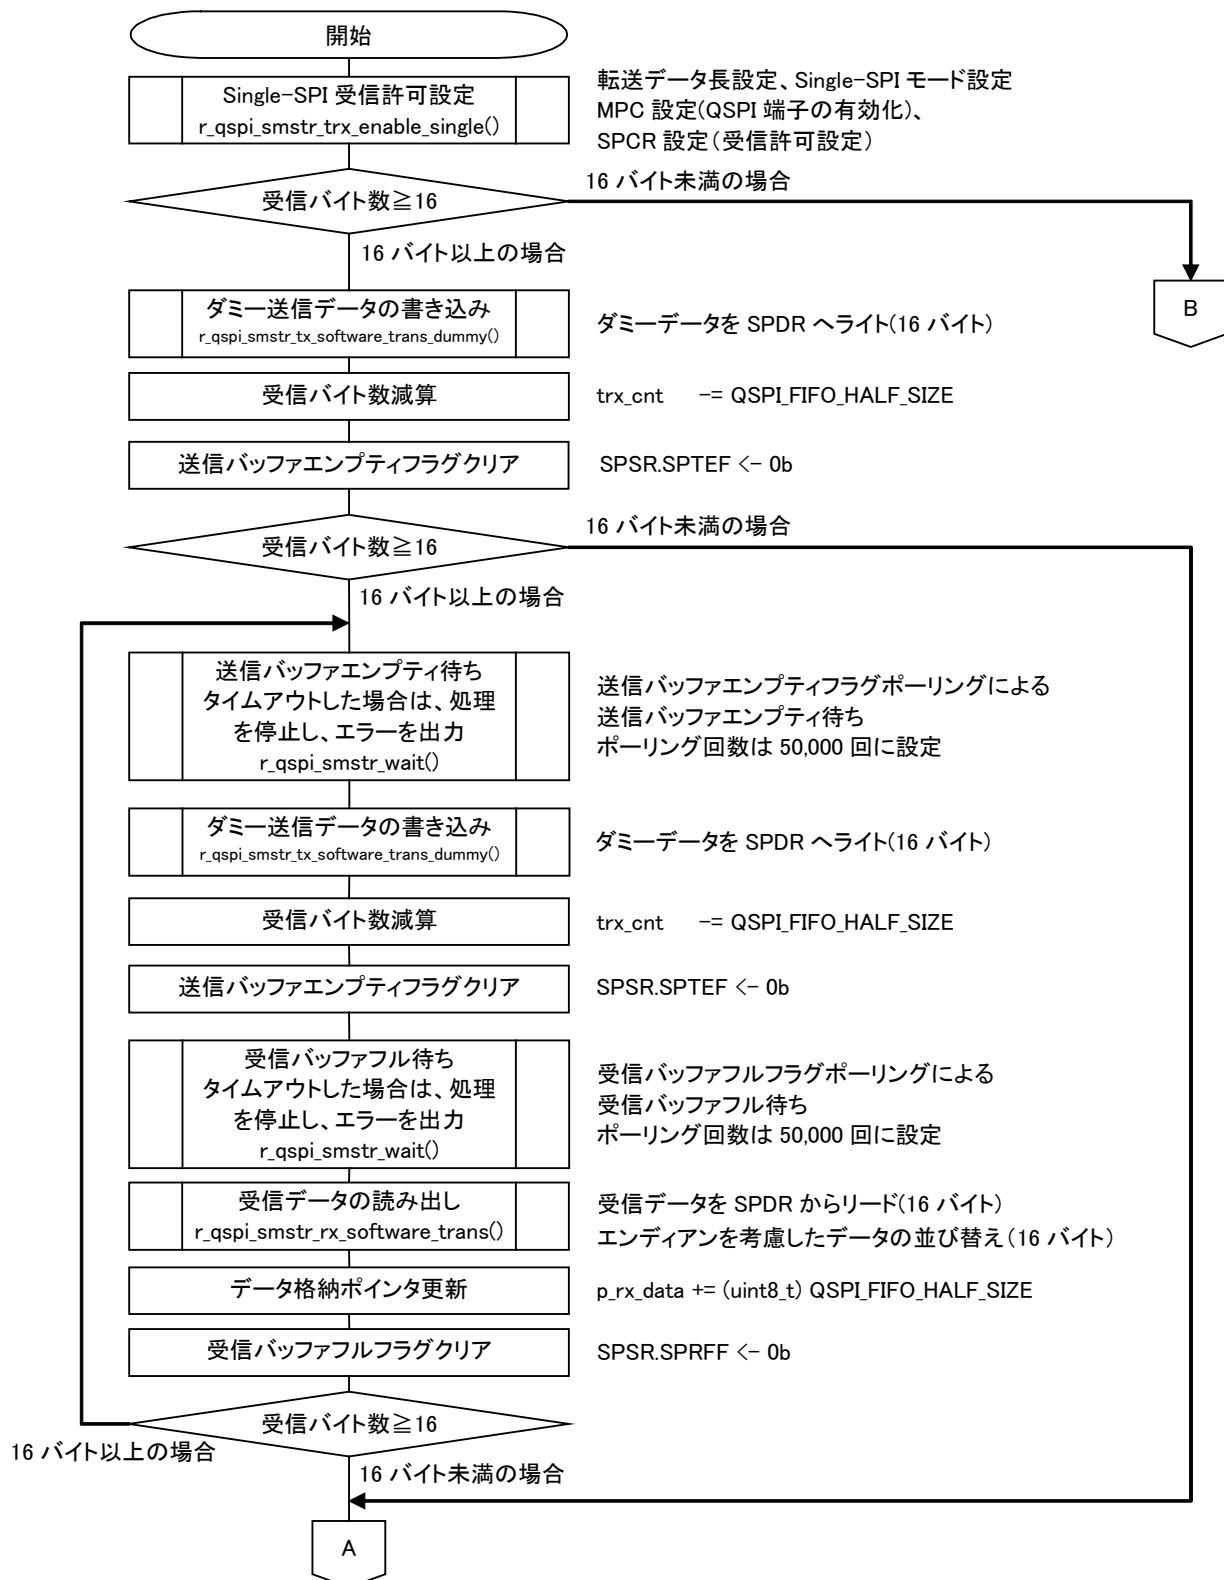 開始
Single-SPI 受信許可設定
r_qspi_smstr_trx_enable_single()
転送データ長設定、Single-SPI モード設定
MPC 設定(QSPI 端子の有効化)、
SPCR 設定（受信許可設定）
受信バイト数≧16
16 バイト未満の場合
16 バイト以上の場合
B
ダミー送信データの書き込み
r_qspi_smstr_tx_software_trans_dummy()
ダミーデータを SPDR へライト(16 バイト)
受信バイト数減算
trx_cnt -= QSPI_FIFO_HALF_SIZE
送信バッファエンプティフラグクリア
SPSR.SPTEF <- 0b
受信バイト数≧16
16 バイト未満の場合
16 バイト以上の場合
送信バッファエンプティ待ち
タイムアウトした場合は、処理
を停止し、エラーを出力
r_qspi_smstr_wait()
送信バッファエンプティフラグポーリングによる
送信バッファエンプティ待ち
ポーリング回数は 50,000 回に設定
ダミー送信データの書き込み
r_qspi_smstr_tx_software_trans_dummy()
ダミーデータを SPDR へライト(16 バイト)
受信バイト数減算
trx_cnt -= QSPI_FIFO_HALF_SIZE
送信バッファエンプティフラグクリア
SPSR.SPTEF <- 0b
受信バッファフル待ち
タイムアウトした場合は、処理
を停止し、エラーを出力
r_qspi_smstr_wait()
受信バッファフルフラグポーリングによる
受信バッファフル待ち
ポーリング回数は 50,000 回に設定
受信データの読み出し
r_qspi_smstr_rx_software_trans()
受信データを SPDR からリード(16 バイト)
エンディアンを考慮したデータの並び替え（16 バイト）
データ格納ポインタ更新
p_rx_data += (uint8_t) QSPI_FIFO_HALF_SIZE
受信バッファフルフラグクリア
SPSR.SPRFF <- 0b
受信バイト数≧16
16 バイト以上の場合
16 バイト未満の場合
A